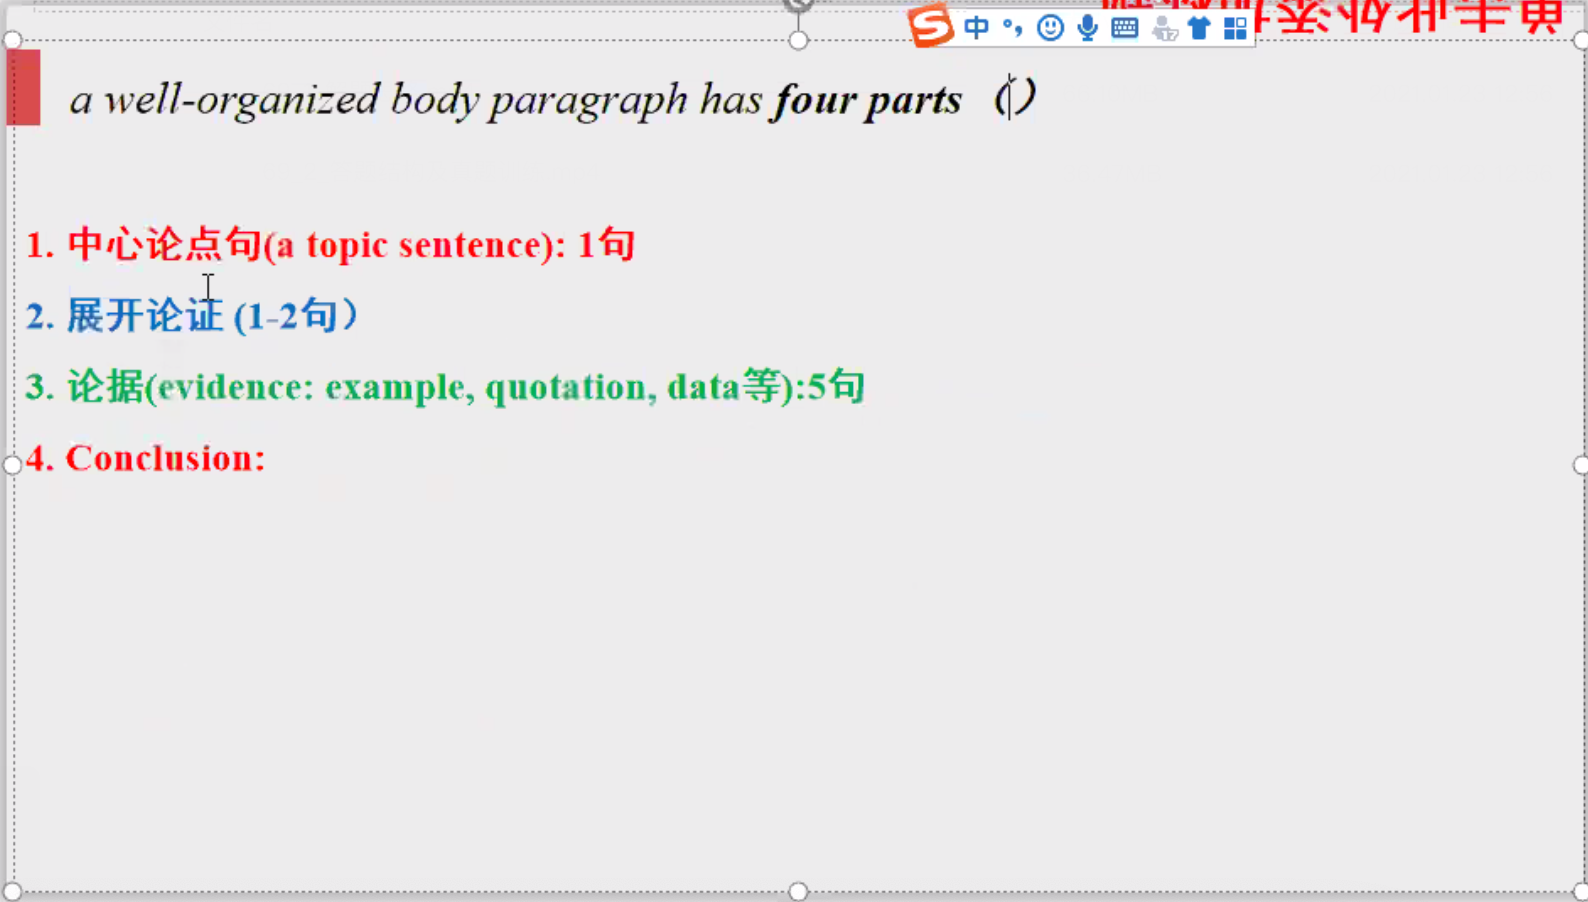 中
a well-organized body paragraph has four parts（）
1. 中心论点句(a topic sentence): 1句
2. 展开论证 (1-2句）
3. 论据(evidence: example, quotation, data等):5句
4. Conclusion: